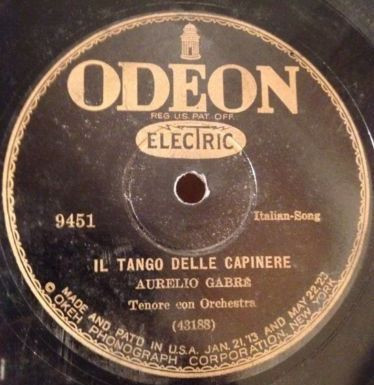 ODEON
REG. U.S. PAT. OFF.
ELECTRIC
9451
Italian-Song
IL TANGO DELLE CAPINERE
AURELIO GABRÈ
Tenore con Orchestra
(43188)
MADE AND PAT'D IN U.S.A. JAN. 21,'13 AND MAY 22,'23
© OKEH PHONOGRAPH CORPORATION, NEW YORK